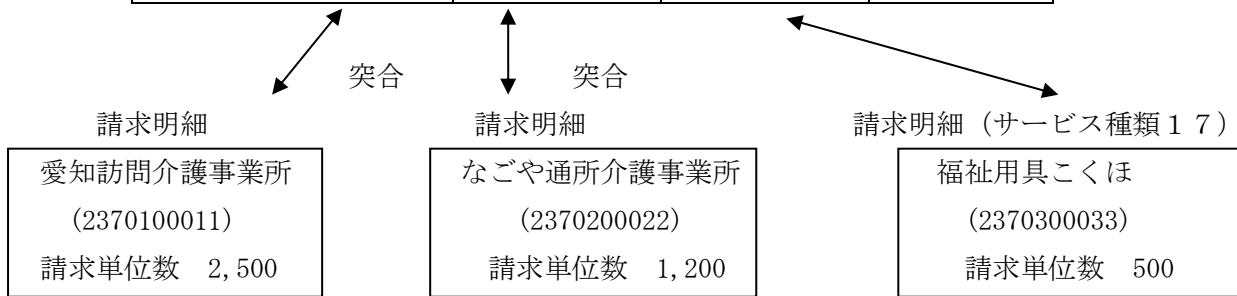 突合 突合
請求明細 請求明細 請求明細（サービス種類１７）
愛知訪問介護事業所
（2370100011）
請求単位数　2,500
なごや通所介護事業所
（2370200022）
請求単位数　1,200
福祉用具こくほ
（2370300033）
請求単位数　500